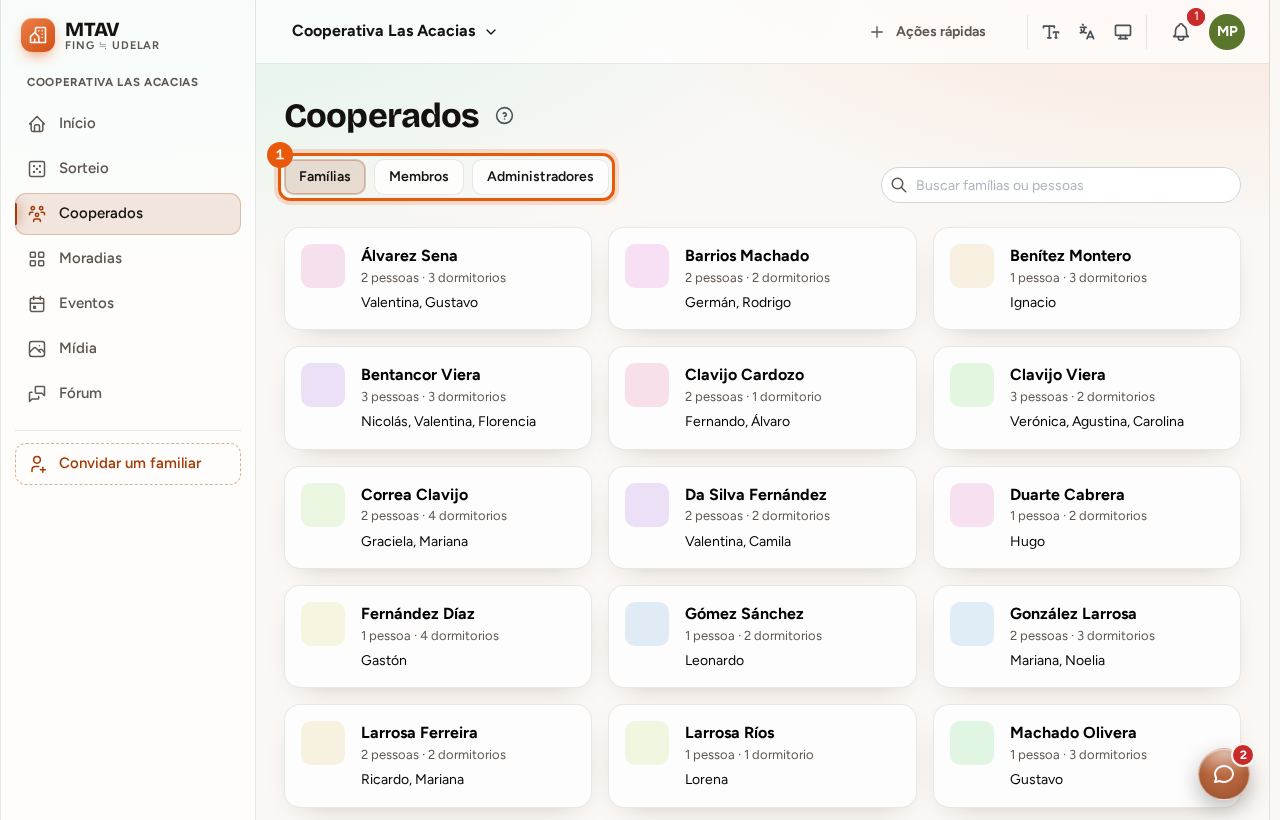 MTAV
FING ≒ UDELAR
COOPERATIVA LAS ACACIAS
Início
Sorteio
Cooperados
Moradias
Eventos
Mídia
Fórum
Convidar um familiar
Cooperativa Las Acacias
Ações rápidas
1
MP
Cooperados
1
Famílias
Membros
Administradores
Buscar famílias ou pessoas
Álvarez Sena
2 pessoas · 3 dormitorios
Valentina, Gustavo
Barrios Machado
2 pessoas · 2 dormitorios
Germán, Rodrigo
Benítez Montero
1 pessoa · 3 dormitorios
Ignacio
Bentancor Viera
3 pessoas · 3 dormitorios
Nicolás, Valentina, Florencia
Clavijo Cardozo
2 pessoas · 1 dormitorio
Fernando, Álvaro
Clavijo Viera
3 pessoas · 2 dormitorios
Verónica, Agustina, Carolina
Correa Clavijo
2 pessoas · 4 dormitorios
Graciela, Mariana
Da Silva Fernández
2 pessoas · 2 dormitorios
Valentina, Camila
Duarte Cabrera
1 pessoa · 2 dormitorios
Hugo
Fernández Díaz
1 pessoa · 4 dormitorios
Gastón
Gómez Sánchez
1 pessoa · 2 dormitorios
Leonardo
González Larrosa
2 pessoas · 3 dormitorios
Mariana, Noelia
Larrosa Ferreira
2 pessoas · 2 dormitorios
Ricardo, Mariana
Larrosa Ríos
1 pessoa · 1 dormitorio
Lorena
Machado Olivera
1 pessoa · 3 dormitorios
Gustavo
2